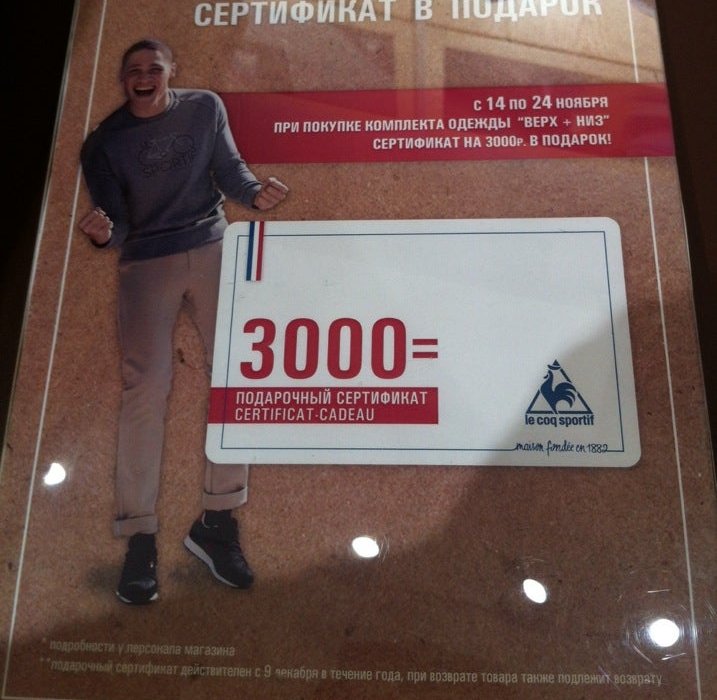 СЕРТИФИКАТ В ПОДАРОК
С 14 ПО 24 НОЯБРЯ
ПРИ ПОКУПКЕ КОМПЛЕКТА ОДЕЖДЫ "ВЕРХ + НИЗ"
СЕРТИФИКАТ НА 3000Р. В ПОДАРОК!
SPORTIF
3000=
ПОДАРОЧНЫЙ СЕРТИФИКАТ
CERTIFICAT-CADEAU
le coq sportif
maison fondée en 1882
* подробности у персонала магазина
**подарочный сертификат действителен с 9 декабря в течение года, при возврате товара также подлежит возврату